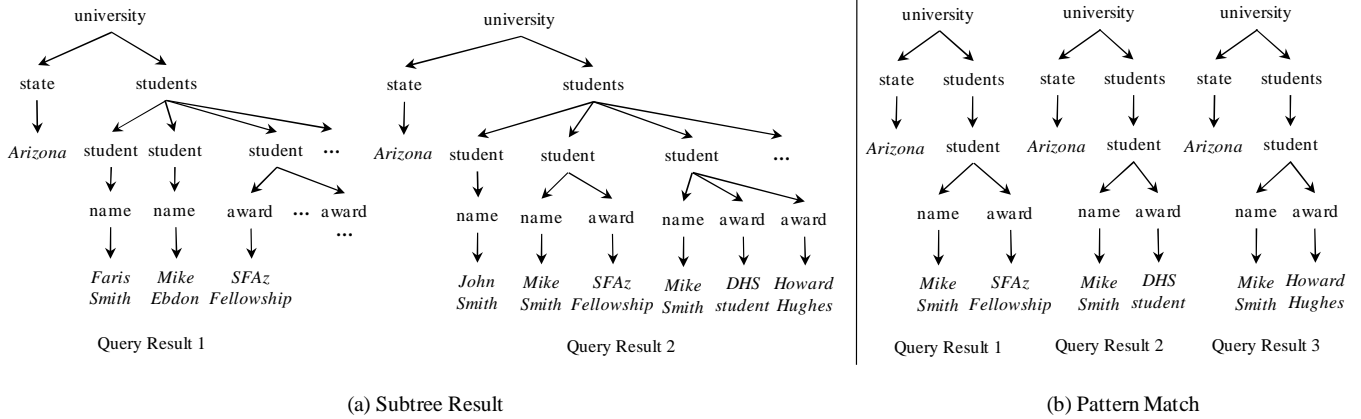 university
state students
Arizona student student student ...
name name award ... award
...
Faris Mike SFAz
Smith Ebdon Fellowship
Query Result 1
university
state students
Arizona student student student ...
name name award name award award
John Mike SFAz Mike DHS Howard
Smith Smith Fellowship Smith student Hughes
Query Result 2
(a) Subtree Result
university university university
state students state students state students
Arizona student Arizona student Arizona student
name award name award name award
Mike SFAz Mike DHS Mike Howard
Smith Fellowship Smith student Smith Hughes
Query Result 1 Query Result 2 Query Result 3
(b) Pattern Match